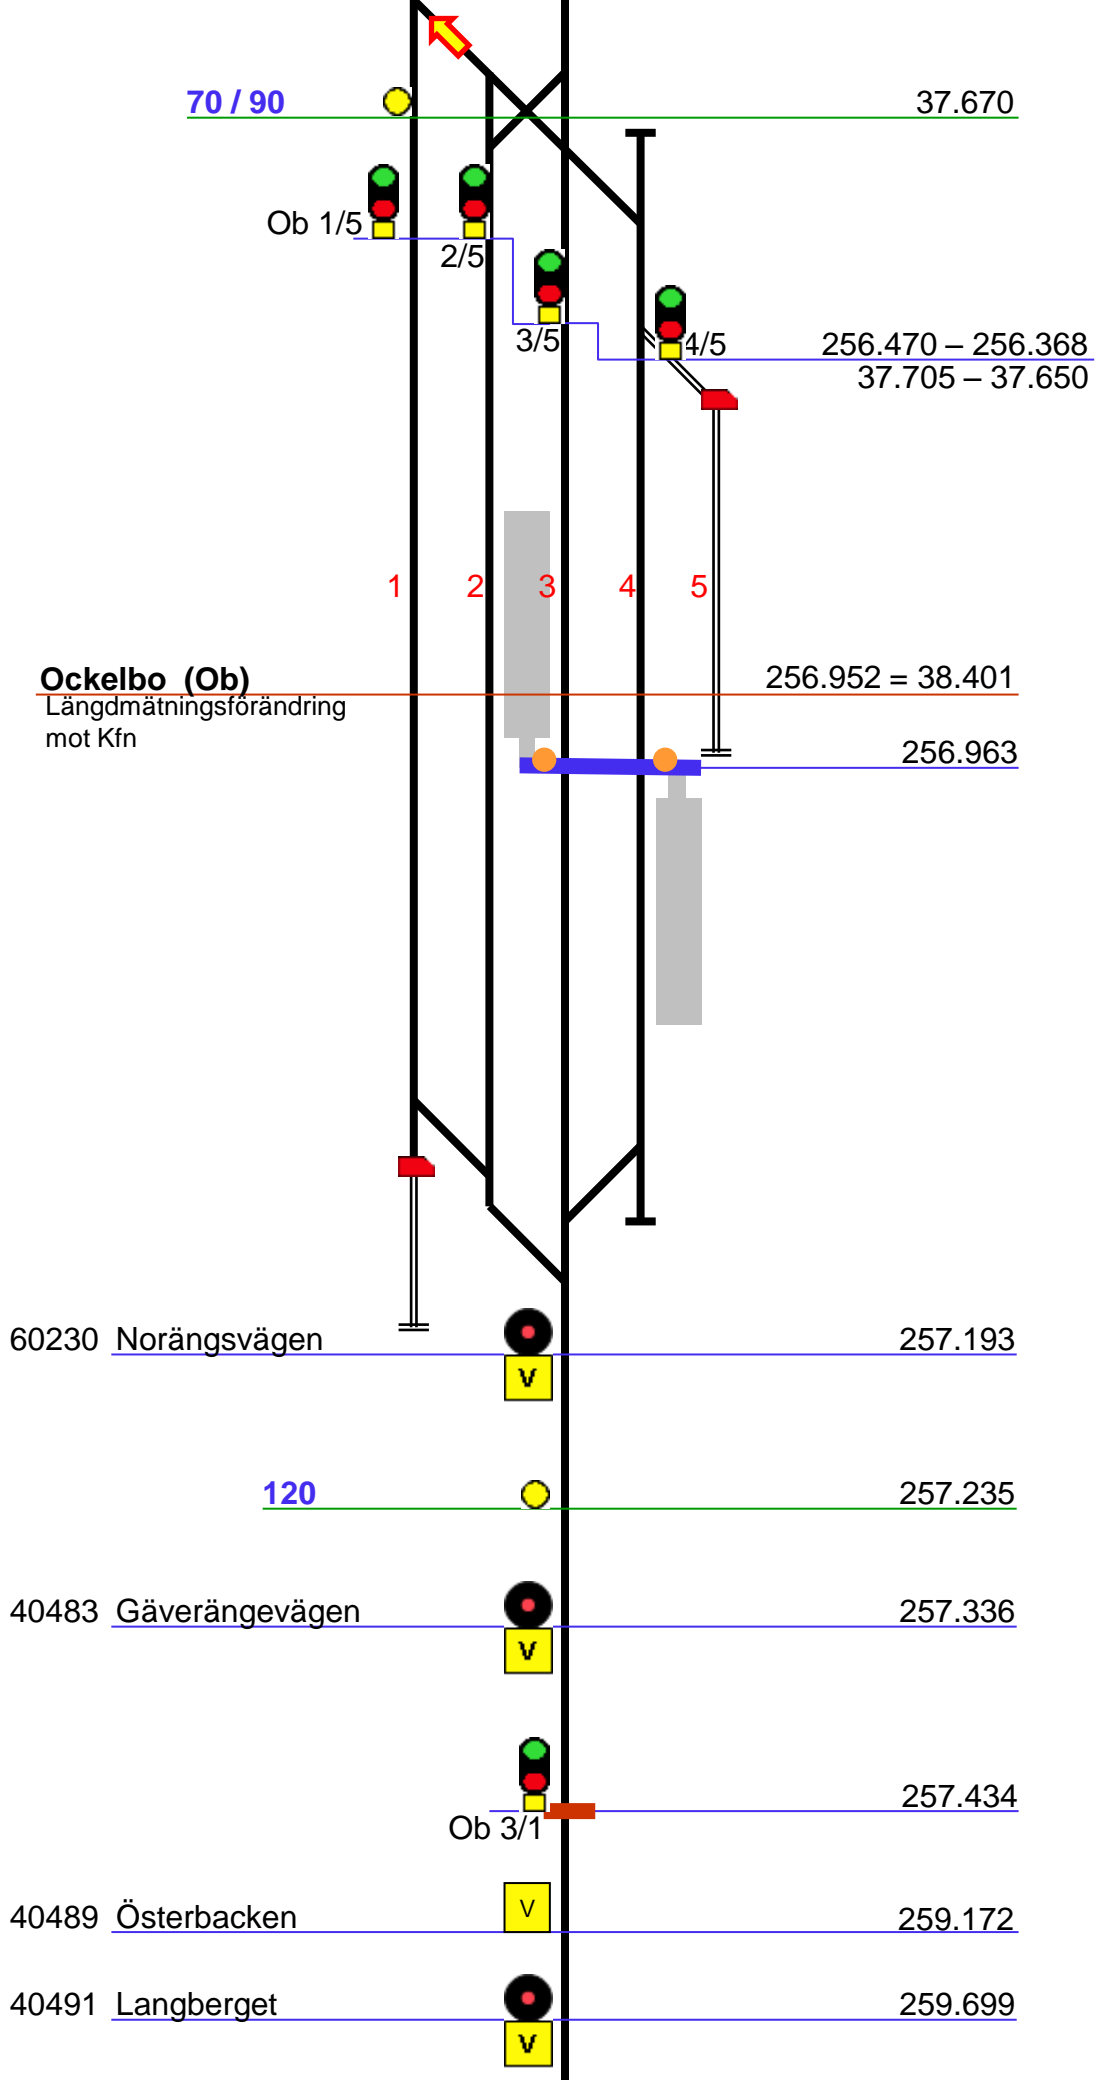 70 / 90 37.670
Ob 1/5
2/5
3/5 4/5 256.470 – 256.368
37.705 – 37.650
1 2 3 4 5
Ockelbo (Ob) 256.952 = 38.401
Längdmätningsförändring
mot Kfn
256.963
60230 Norängsvägen 257.193
V
120 257.235
40483 Gäverängevägen 257.336
V
257.434
Ob 3/1
40489 Österbacken V 259.172
40491 Langberget 259.699
V